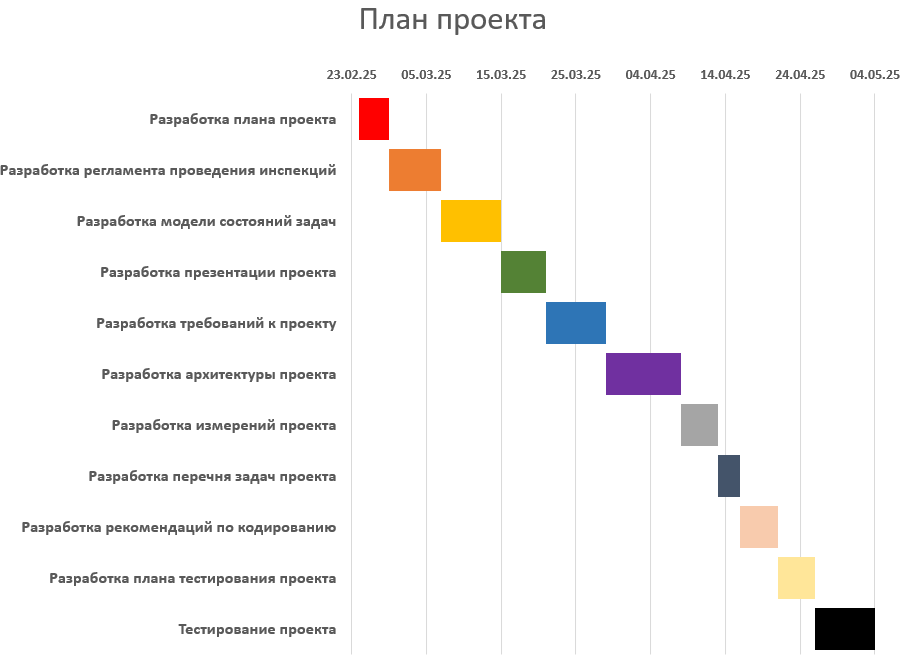 План проекта
23.02.25 05.03.25 15.03.25 25.03.25 04.04.25 14.04.25 24.04.25 04.05.25
Разработка плана проекта
Разработка регламента проведения инспекций
Разработка модели состояний задач
Разработка презентации проекта
Разработка требований к проекту
Разработка архитектуры проекта
Разработка измерений проекта
Разработка перечня задач проекта
Разработка рекомендаций по кодированию
Разработка плана тестирования проекта
Тестирование проекта